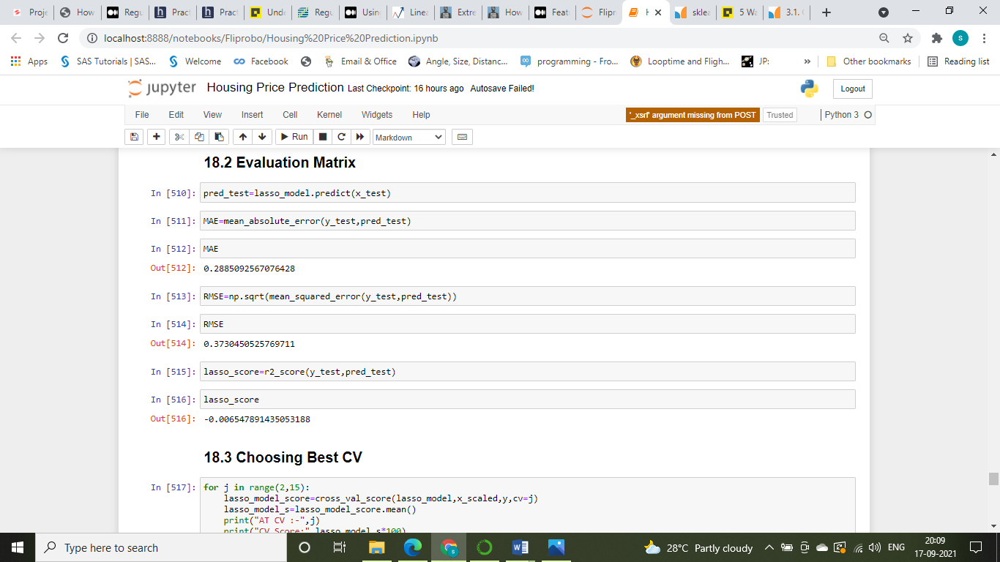 Proje
How
Regu
Pract
Pract
Unde
Regu
Using
Linea
Extre
How
Feat
Flipr
H
sklea
5 Wa
3.1. C
localhost:8888/notebooks/Fliprobo/Housing%20Price%20Prediction.ipynb
S
Apps
SAS Tutorials | SAS...
Welcome
Facebook
Email & Office
Angle, Size, Distanc...
programming - Fro...
Looptime and Fligh...
JP:
»
Other bookmarks
Reading list
jupyter
Housing Price Prediction Last Checkpoint: 16 hours ago Autosave Failed!
Logout
File Edit View Insert Cell Kernel Widgets Help
'_xsrf' argument missing from POST
Trusted
Python 3
Run
Markdown
18.2 Evaluation Matrix
In [510]: pred_test=lasso_model.predict(x_test)
In [511]: MAE=mean_absolute_error(y_test,pred_test)
In [512]: MAE
Out[512]: 0.2885092567076428
In [513]: RMSE=np.sqrt(mean_squared_error(y_test,pred_test))
In [514]: RMSE
Out[514]: 0.3730450525769711
In [515]: lasso_score=r2_score(y_test,pred_test)
In [516]: lasso_score
Out[516]: -0.006547891435053188
18.3 Choosing Best CV
In [517]: for j in range(2,15):
lasso_model_score=cross_val_score(lasso_model,x_scaled,y,cv=j)
lasso_model_s=lasso_model_score.mean()
print("AT CV :-",j)
print("CV Score:",lasso_model_s*100)
Type here to search
28°C Partly cloudy
ENG
20:09
17-09-2021